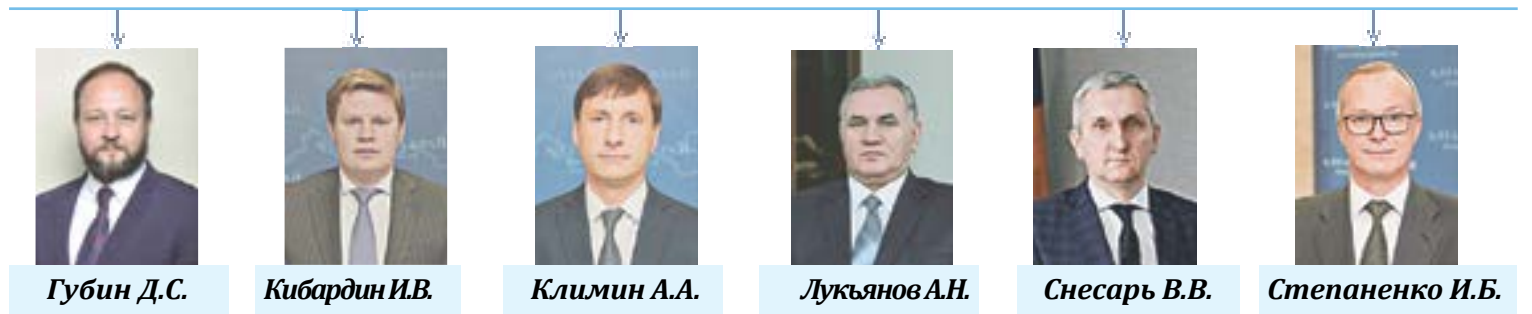 Губин Д.С.
Кибардин И.В.
Климин А.А.
Лукьянов А.Н.
Снесарь В.В.
Степаненко И.Б.